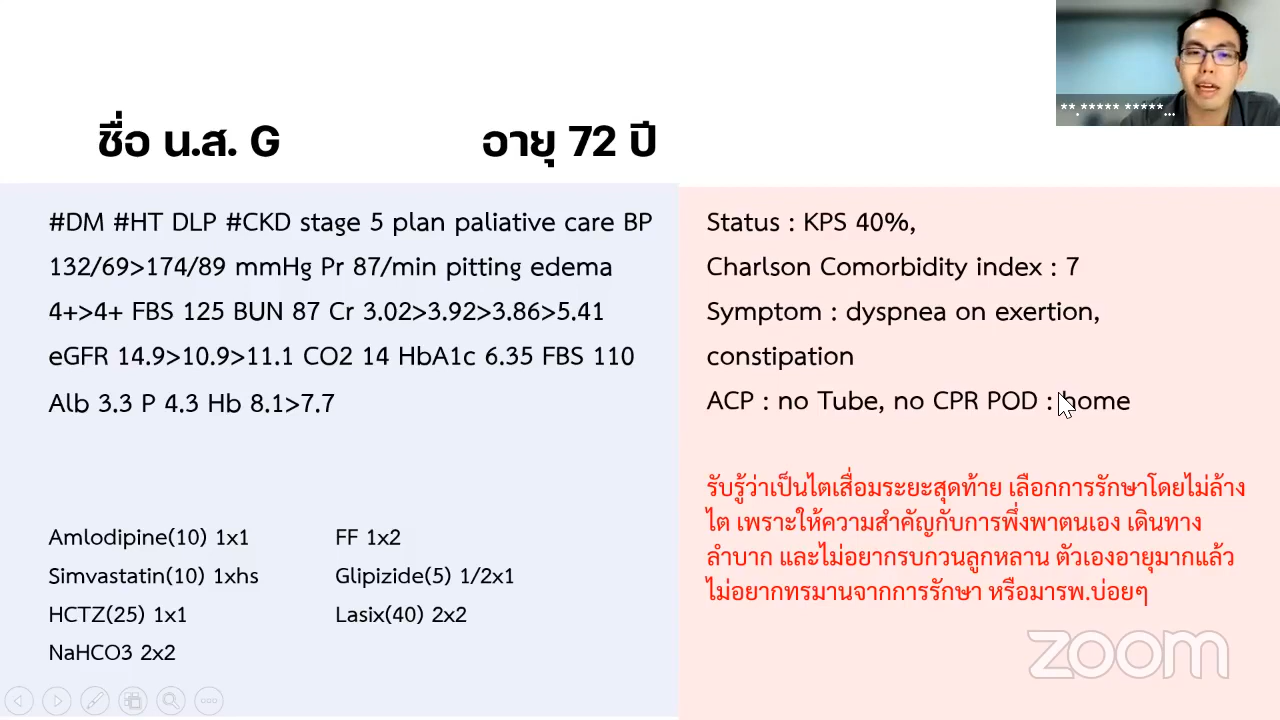 **.***** *****...
ชื่อ น.ส. G อายุ 72 ปี
#DM #HT DLP #CKD stage 5 plan paliative care BP
132/69>174/89 mmHg Pr 87/min pitting edema
4+>4+ FBS 125 BUN 87 Cr 3.02>3.92>3.86>5.41
eGFR 14.9>10.9>11.1 CO2 14 HbA1c 6.35 FBS 110
Alb 3.3 P 4.3 Hb 8.1>7.7
Amlodipine(10) 1x1
Simvastatin(10) 1xhs
HCTZ(25) 1x1
NaHCO3 2x2
FF 1x2
Glipizide(5) 1/2x1
Lasix(40) 2x2
Status : KPS 40%,
Charlson Comorbidity index : 7
Symptom : dyspnea on exertion,
constipation
ACP : no Tube, no CPR POD : home
รับรู้ว่าเป็นไตเสื่อมระยะสุดท้าย เลือกการรักษาโดยไม่ล้าง
ไต เพราะให้ความสำคัญกับการพึ่งพาตนเอง เดินทาง
ลำบาก และไม่อยากรบกวนลูกหลาน ตัวเองอายุมากแล้ว
ไม่อยากทรมานจากการรักษา หรือมารพ.บ่อยๆ
zoom